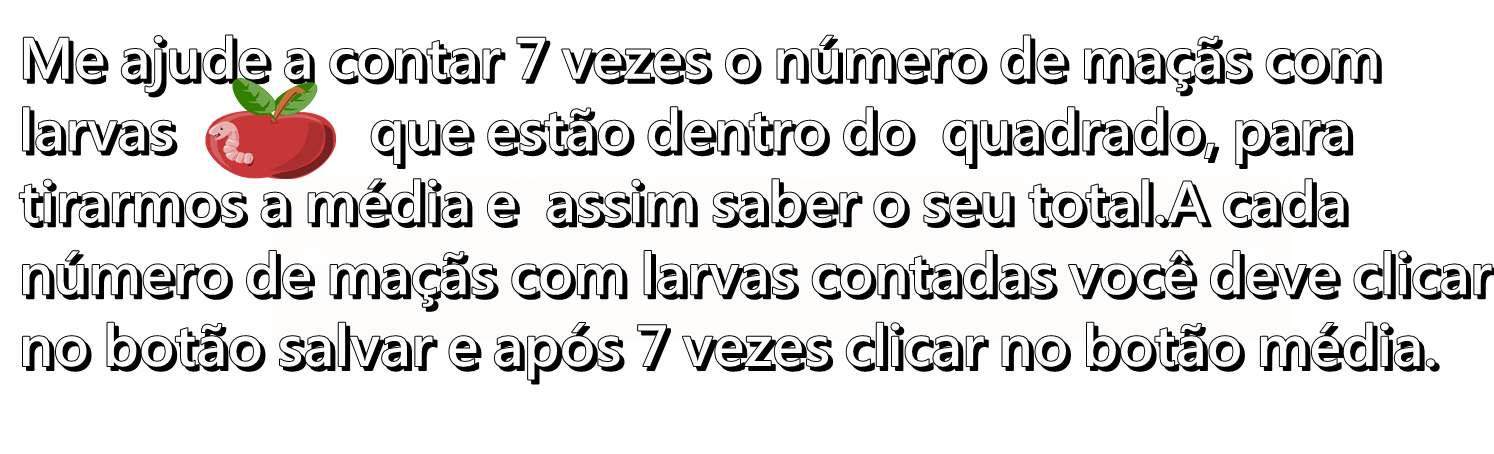 Me ajude a contar 7 vezes o número de maçãs com
larvas que estão dentro do quadrado, para
tirarmos a média e assim saber o seu total.A cada
número de maçãs com larvas contadas você deve clicar
no botão salvar e após 7 vezes clicar no botão média.